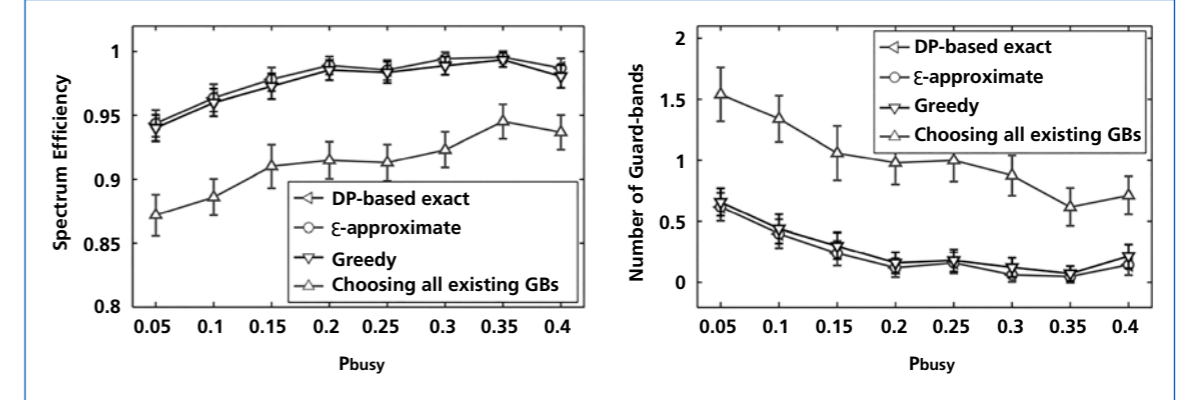 Spectrum Efficiency
1
0.95
0.9
0.85
0.8
DP-based exact
ε-approximate
Greedy
Choosing all existing GBs
0.05 0.1 0.15 0.2 0.25 0.3 0.35 0.4
Pbusy
Number of Guard-bands
2
1.5
1
0.5
0
DP-based exact
ε-approximate
Greedy
Choosing all existing GBs
0.05 0.1 0.15 0.2 0.25 0.3 0.35 0.4
Pbusy